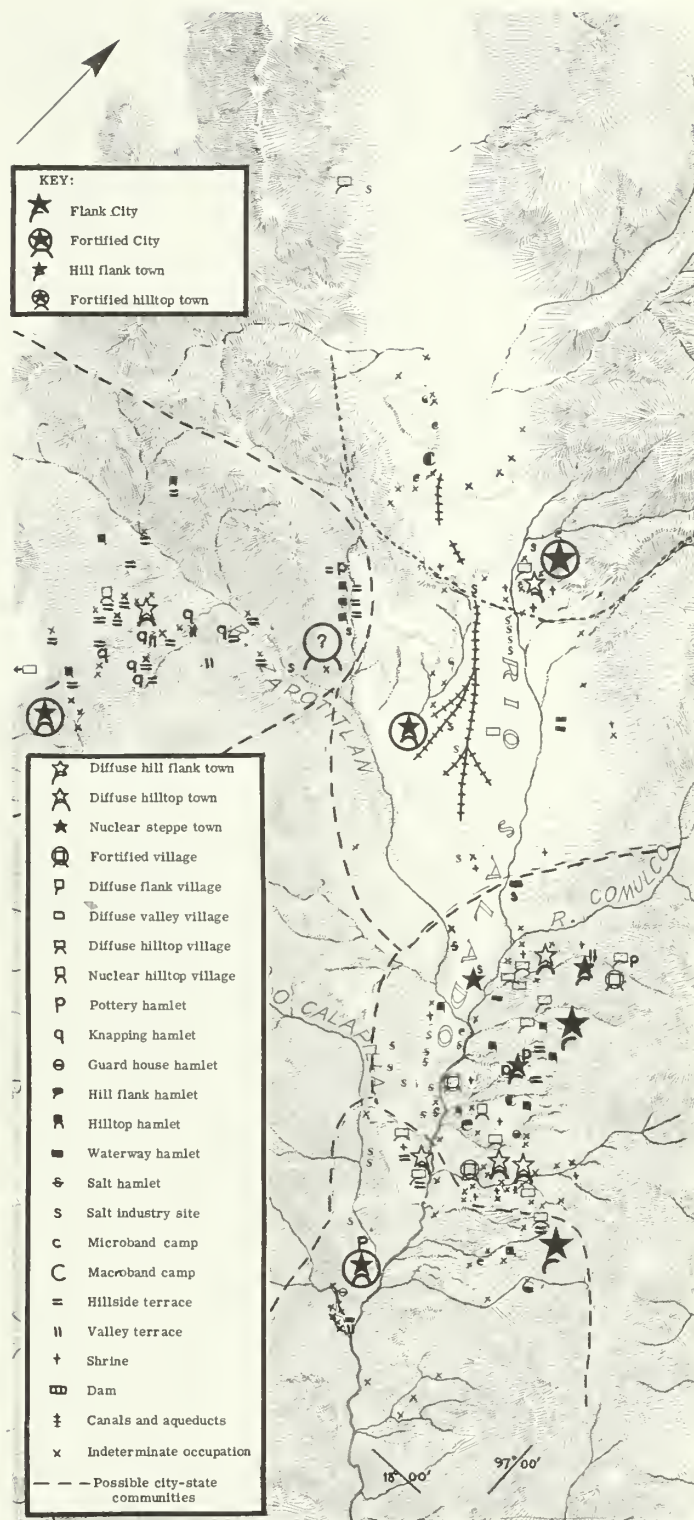 KEY:
Flank City
Fortified City
Hill flank town
Fortified hilltop town
?
ZAPOTITLAN
RIO SALADO
R. COMULCO
Diffuse hill flank town
Diffuse hilltop town
Nuclear steppe town
Fortified village
Diffuse flank village
Diffuse valley village
Diffuse hilltop village
Nuclear hilltop village
Pottery hamlet
Knapping hamlet
Guard house hamlet
Hill flank hamlet
Hilltop hamlet
Waterway hamlet
Salt hamlet
Salt industry site
Microband camp
Macroband camp
Hillside terrace
Valley terrace
Shrine
Dam
Canals and aqueducts
Indeterminate occupation
Possible city-state
communities
18° 00'
97° 00'